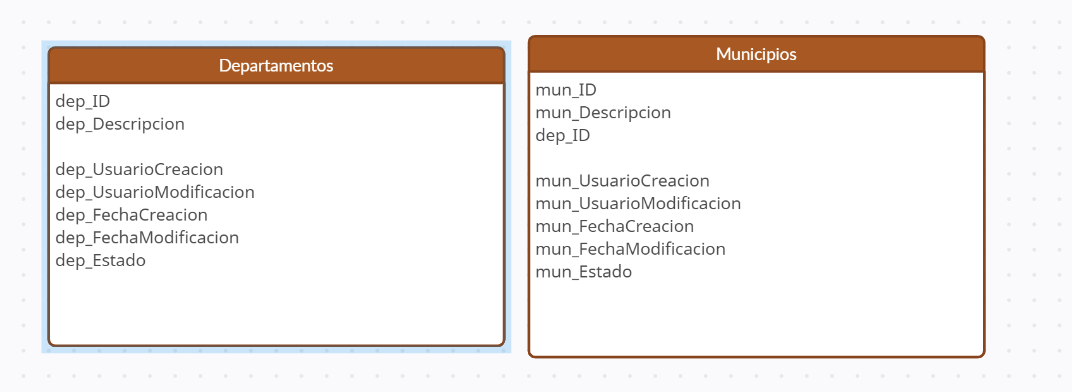 Departamentos
dep_ID
dep_Descripcion
dep_UsuarioCreacion
dep_UsuarioModificacion
dep_FechaCreacion
dep_FechaModificacion
dep_Estado
Municipios
mun_ID
mun_Descripcion
dep_ID
mun_UsuarioCreacion
mun_UsuarioModificacion
mun_FechaCreacion
mun_FechaModificacion
mun_Estado